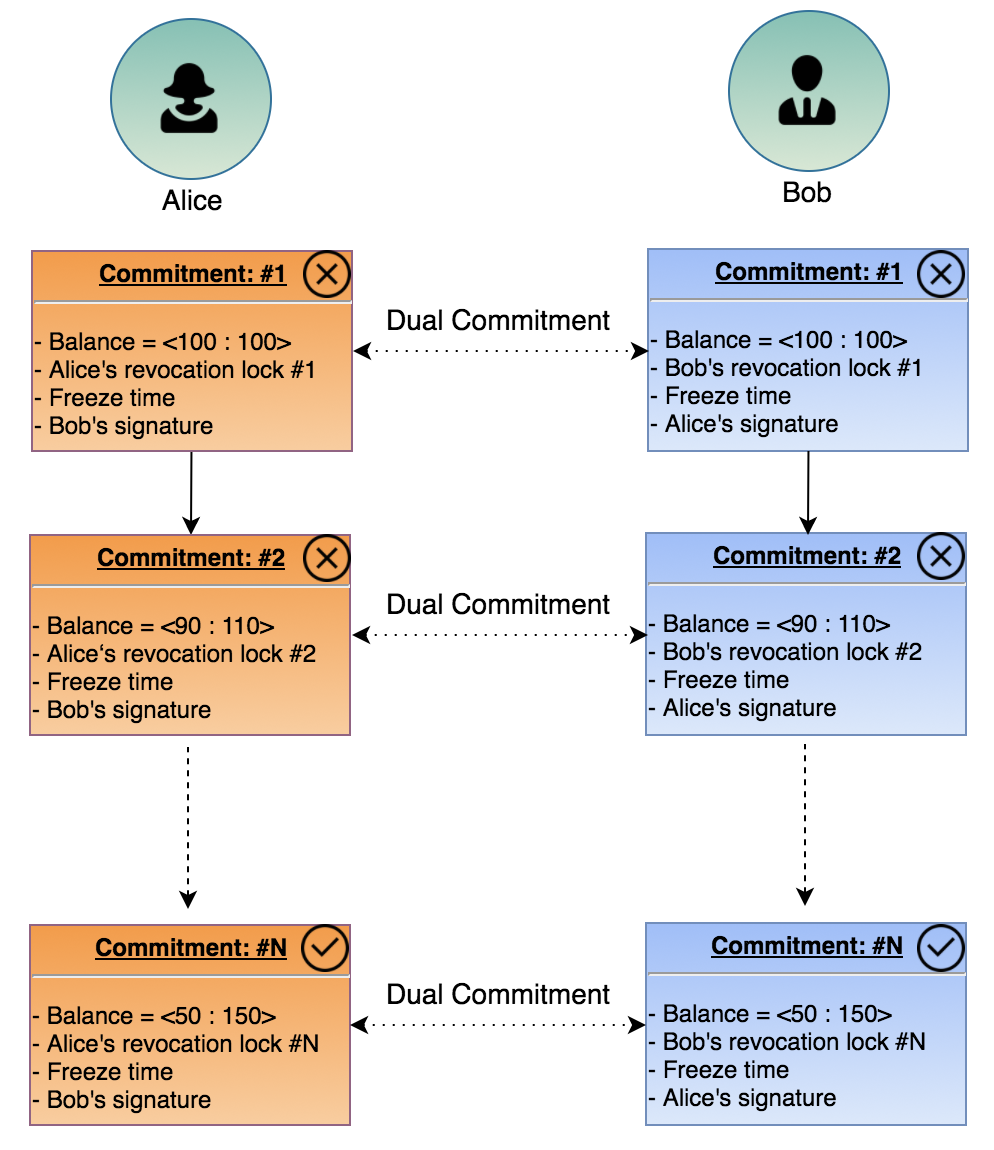 Alice
Bob
Commitment: #1
- Balance = <100 : 100>
- Alice's revocation lock #1
- Freeze time
- Bob's signature
Dual Commitment
Commitment: #1
- Balance = <100 : 100>
- Bob's revocation lock #1
- Freeze time
- Alice's signature
Commitment: #2
- Balance = <90 : 110>
- Alice‘s revocation lock #2
- Freeze time
- Bob's signature
Dual Commitment
Commitment: #2
- Balance = <90 : 110>
- Bob's revocation lock #2
- Freeze time
- Alice's signature
Commitment: #N
- Balance = <50 : 150>
- Alice's revocation lock #N
- Freeze time
- Bob's signature
Dual Commitment
Commitment: #N
- Balance = <50 : 150>
- Bob's revocation lock #N
- Freeze time
- Alice's signature